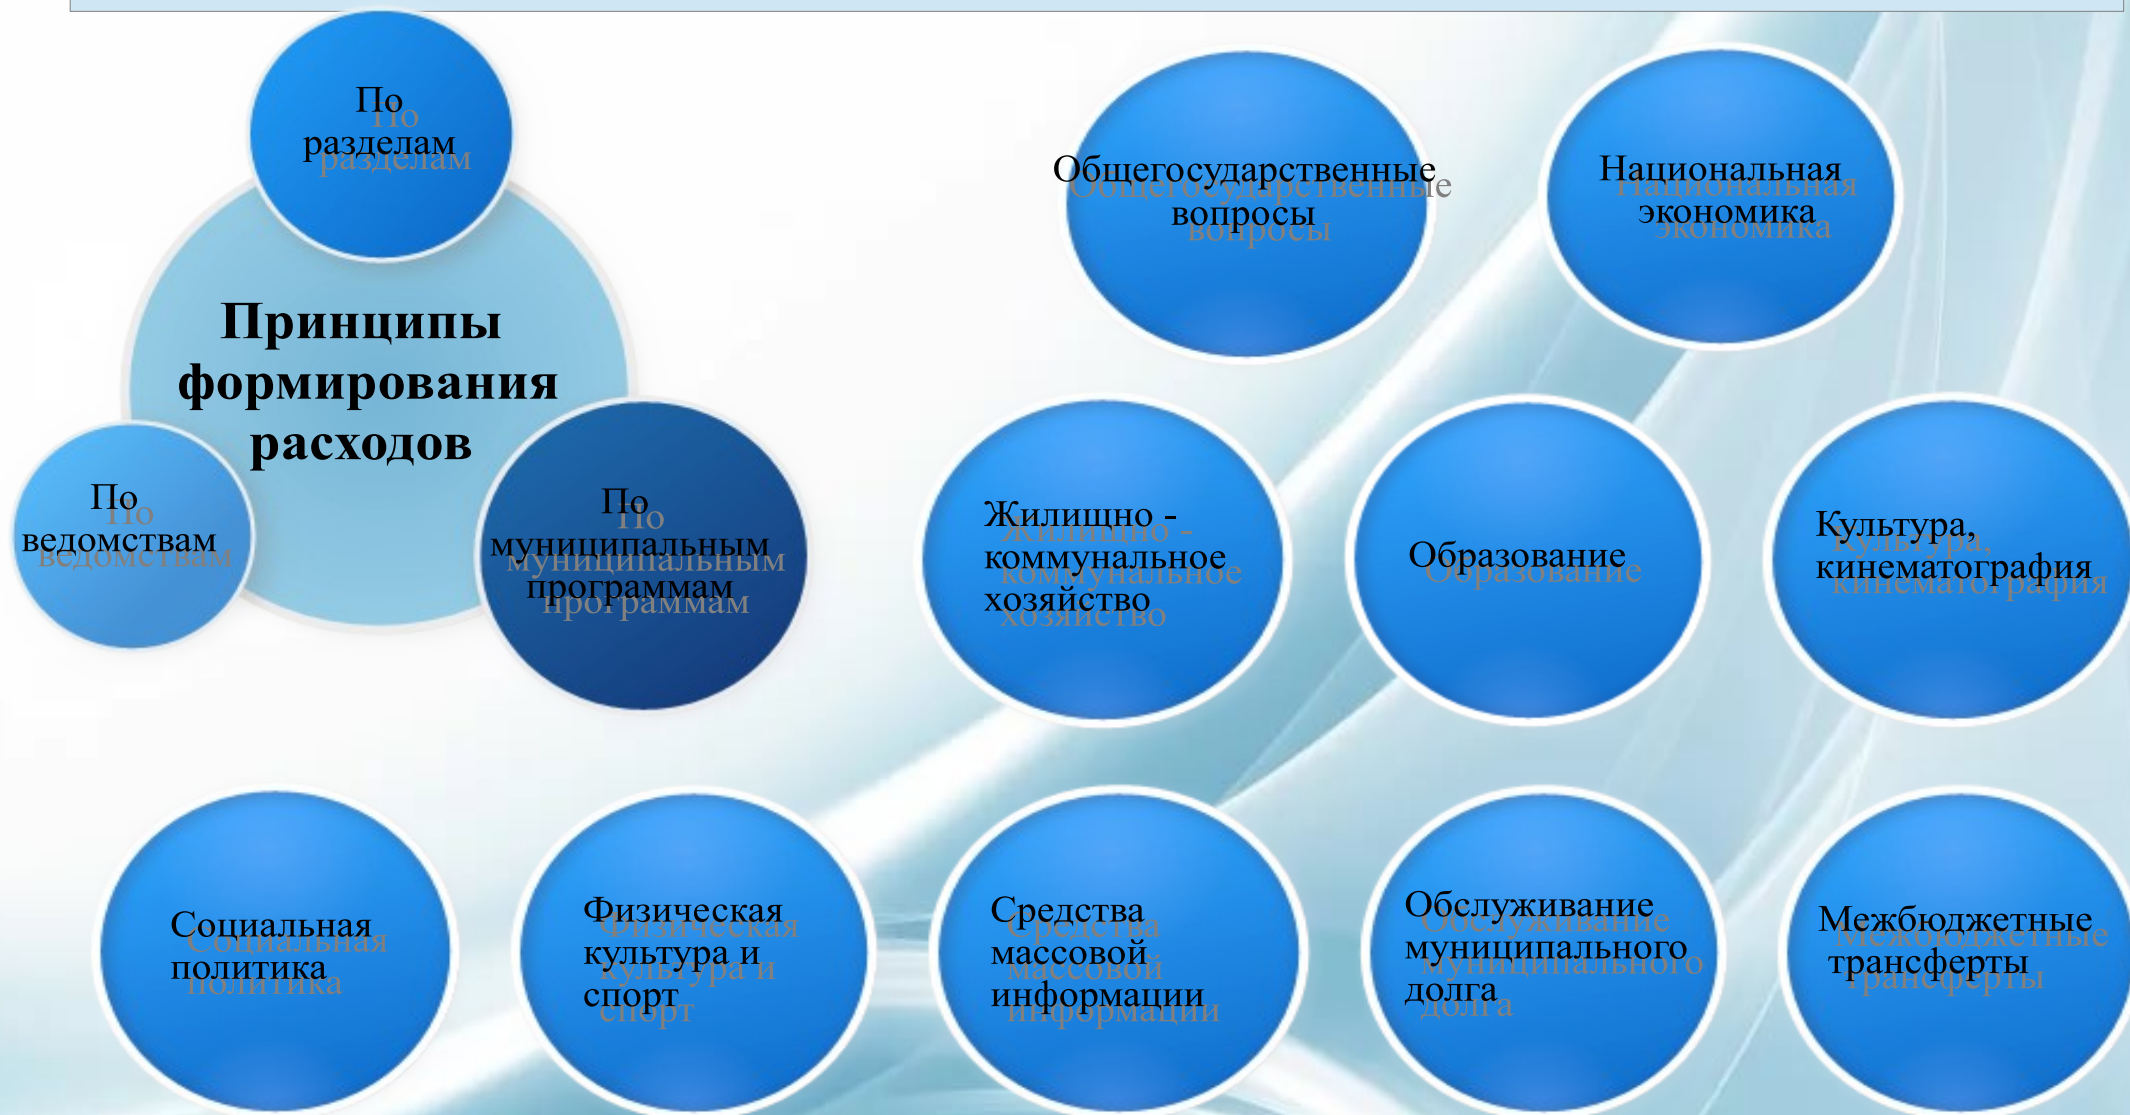 По
разделам
Принципы
формирования
расходов
По
ведомствам
По
муниципальным
программам
Общегосударственные
вопросы
Национальная
экономика
Жилищно -
коммунальное
хозяйство
Образование
Культура,
кинематография
Социальная
политика
Физическая
культура и
спорт
Средства
массовой
информации
Обслуживание
муниципального
долга
Межбюджетные
трансферты